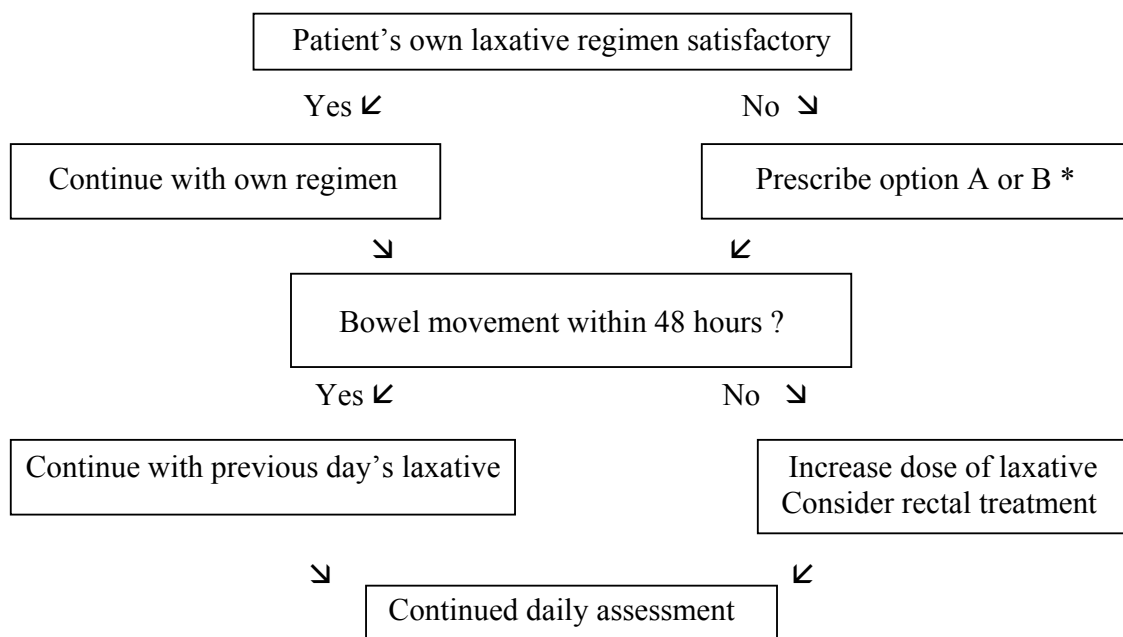 Patient’s own laxative regimen satisfactory
Yes ↙ No ↘
Continue with own regimen
Prescribe option A or B *
↘ ↙
Bowel movement within 48 hours ?
Yes ↙ No ↘
Continue with previous day’s laxative
Increase dose of laxative
Consider rectal treatment
↘ ↙
Continued daily assessment